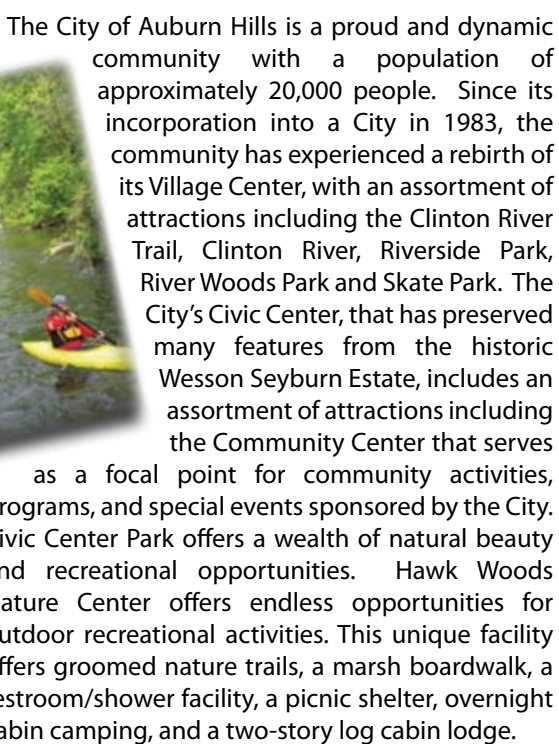 The City of Auburn Hills is a proud and dynamic
community with a population of
approximately 20,000 people. Since its
incorporation into a City in 1983, the
community has experienced a rebirth of
its Village Center, with an assortment of
attractions including the Clinton River
Trail, Clinton River, Riverside Park,
River Woods Park and Skate Park. The
City's Civic Center, that has preserved
many features from the historic
Wesson Seyburn Estate, includes an
assortment of attractions including
the Community Center that serves
as a focal point for community activities,
rograms, and special events sponsored by the City.
ivic Center Park offers a wealth of natural beauty
nd recreational opportunities. Hawk Woods
ature Center offers endless opportunities for
utdoor recreational activities. This unique facility
ffers groomed nature trails, a marsh boardwalk, a
estroom/shower facility, a picnic shelter, overnight
abin camping, and a two-story log cabin lodge.